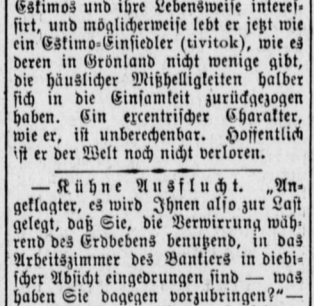 Eskimos und ihre Lebensweise interes-
sirt, und möglicherweise lebt er jetzt wie
ein Eskimo-Einsiedler (tivitok), wie es
deren in Grönland nicht wenige gibt,
die häuslicher Mißhelligkeiten halber
sich in die Einsamkeit zurückgezogen
haben. Ein excentrischer Charakter,
wie er, ist unberechenbar. Hoffentlich
ist er der Welt noch nicht verloren.
— Kühne Ausflucht. „An-
geklagter, es wird Ihnen also zur Last
gelegt, daß Sie, die Verwirrung wäh-
rend des Erdbebens benutzend, in das
Arbeitszimmer des Bankiers in diebi-
scher Absicht eingedrungen sind — was
haben Sie dagegen vorzubringen?“ —